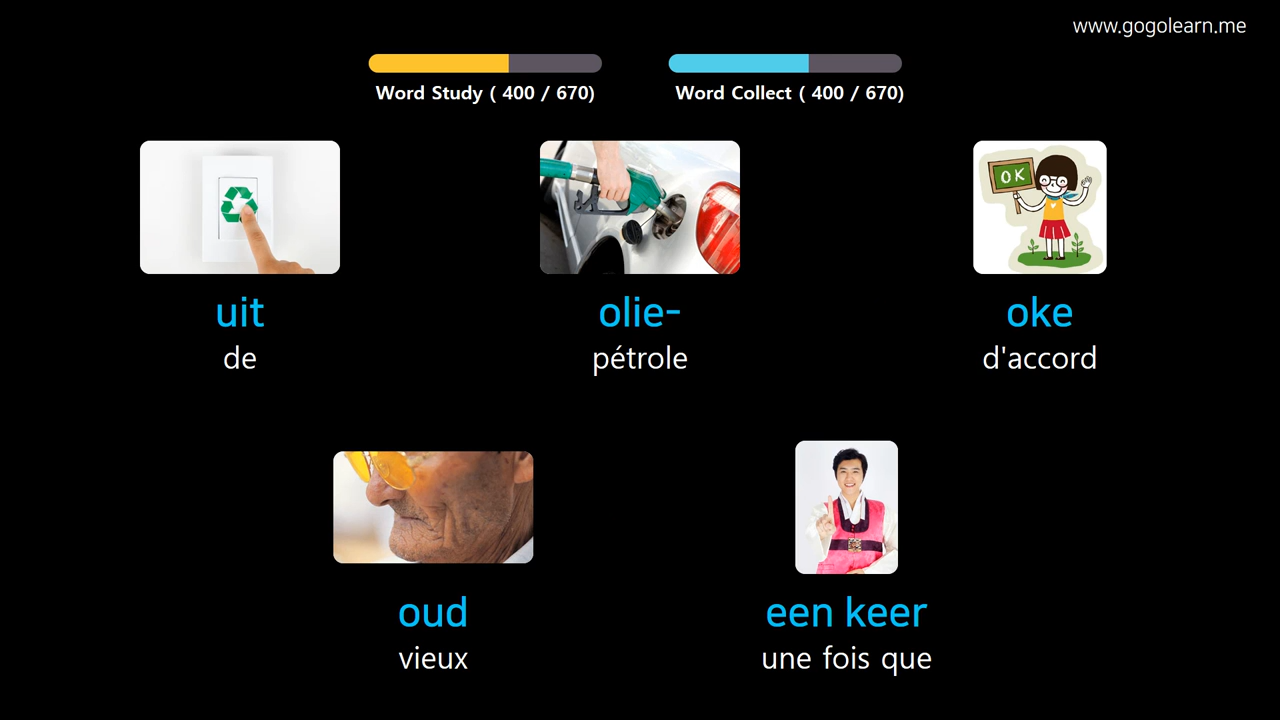 www.gogolearn.me
Word Study ( 400 / 670)
Word Collect ( 400 / 670)
OK
uit
de
olie-
pétrole
oke
d'accord
oud
vieux
een keer
une fois que